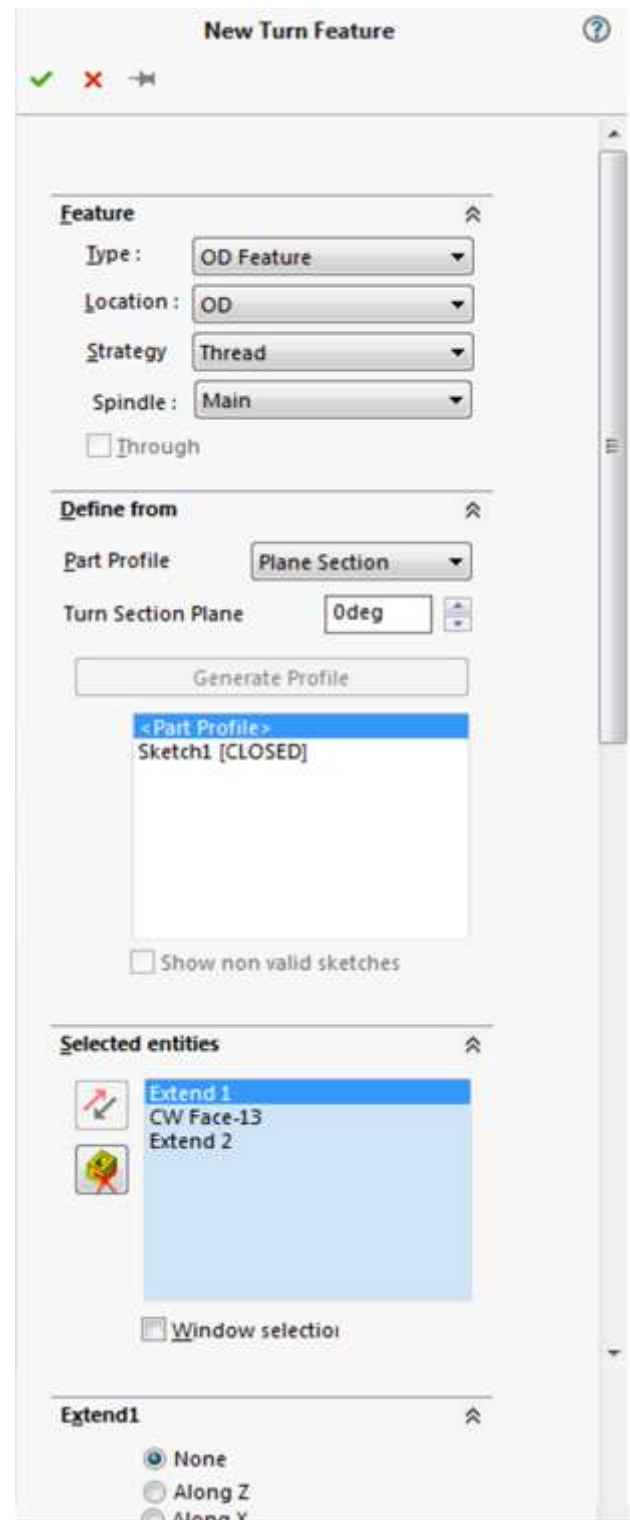 New Turn Feature
Feature
Type :
OD Feature
Location :
OD
Strategy
Thread
Spindle :
Main
Through
Define from
Part Profile
Plane Section
Turn Section Plane
0deg
Generate Profile
<Part Profile>
Sketch1 [CLOSED]
Show non valid sketches
Selected entities
Extend 1
CW Face-13
Extend 2
Window selection
Extend1
None
Along Z
Along X